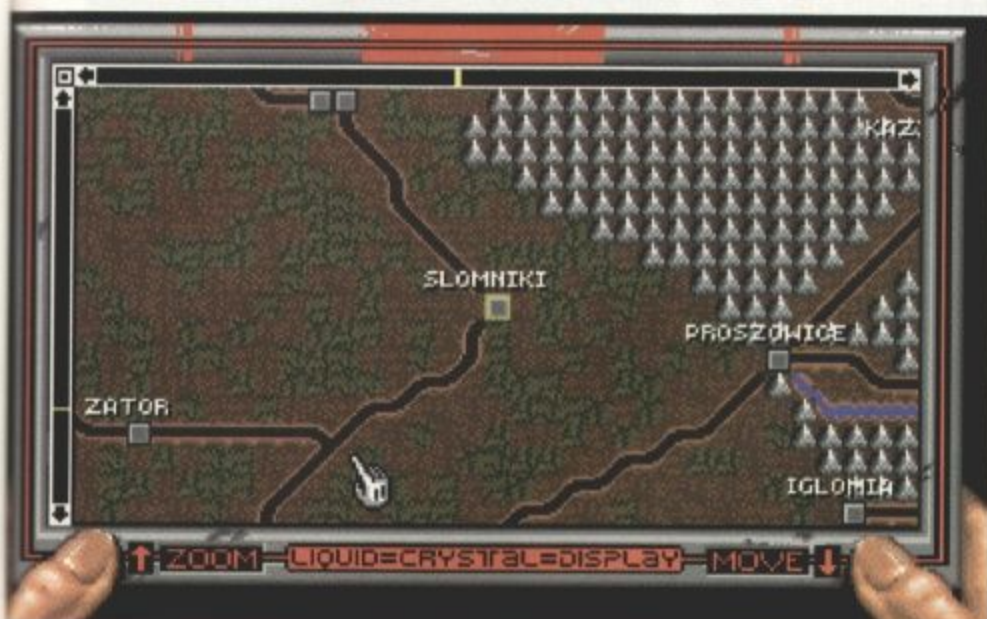 KAZ
SLOMNIKI
PROSZOWICE
ZATOR
IGLOMIA
ZOOM LIQUID=CRYSTAL=DISPLAY MOVE